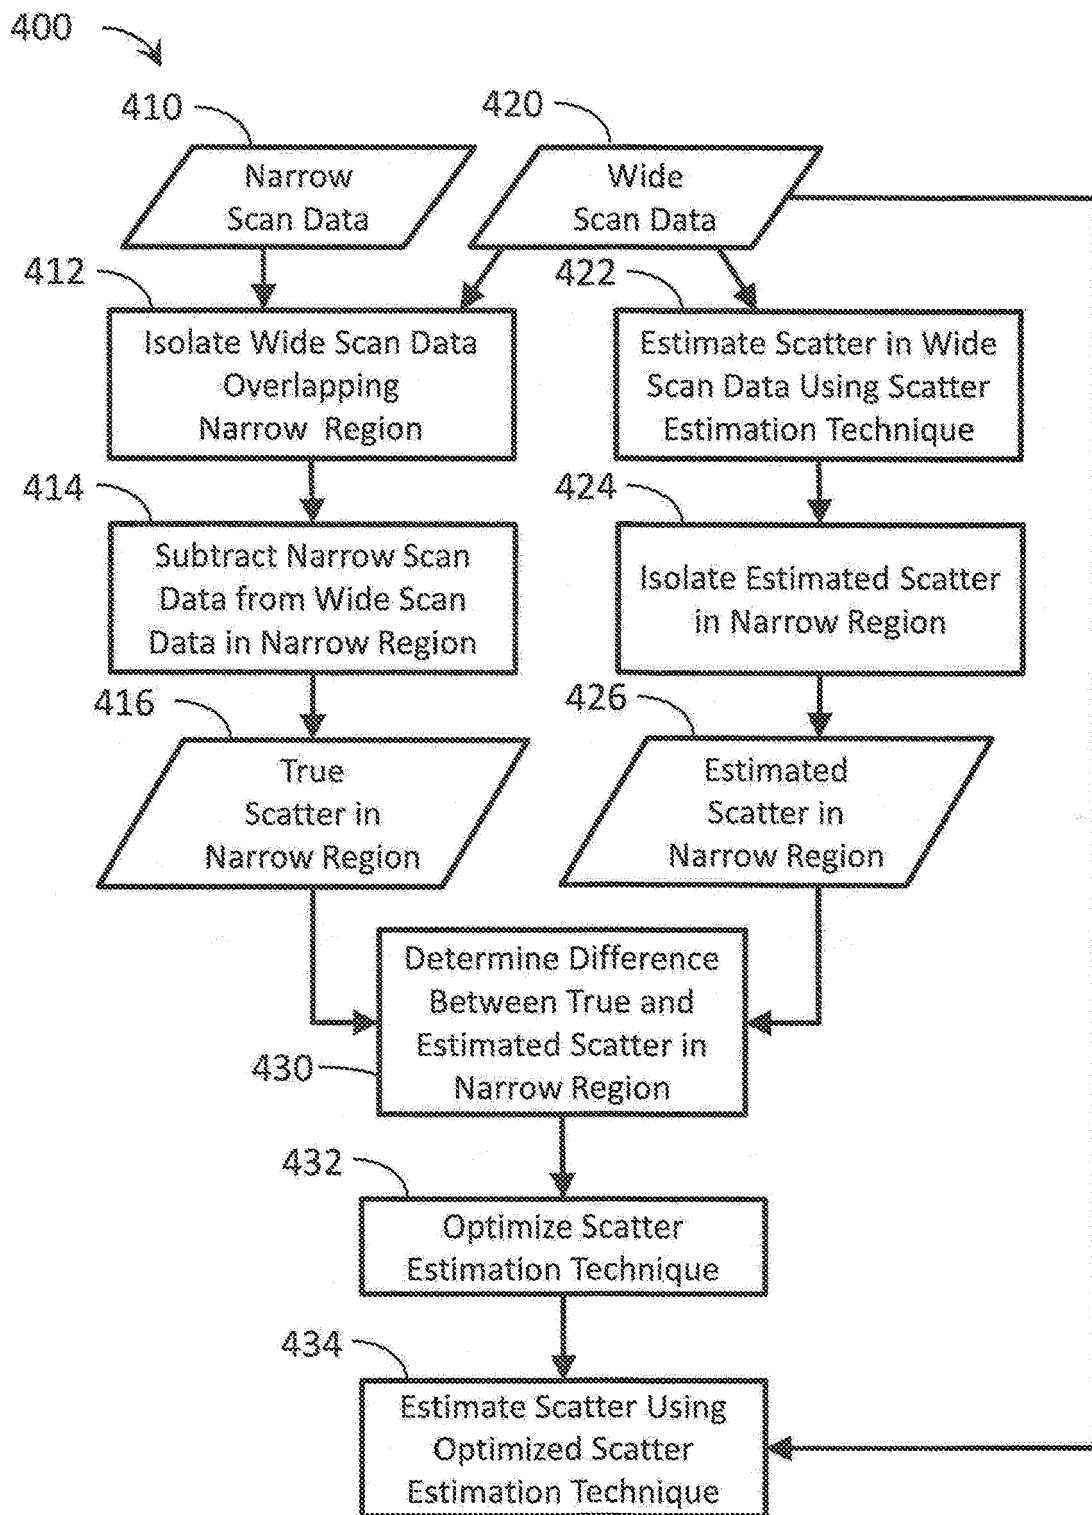 400
410
420
Narrow
Scan Data
Wide
Scan Data
412
422
Isolate Wide Scan Data
Overlapping
Narrow Region
Estimate Scatter in Wide
Scan Data Using Scatter
Estimation Technique
414
424
Subtract Narrow Scan
Data from Wide Scan
Data in Narrow Region
Isolate Estimated Scatter
in Narrow Region
416
426
True
Scatter in
Narrow Region
Estimated
Scatter in
Narrow Region
Determine Difference
Between True and
Estimated Scatter in
Narrow Region
430
432
Optimize Scatter
Estimation Technique
434
Estimate Scatter Using
Optimized Scatter
Estimation Technique